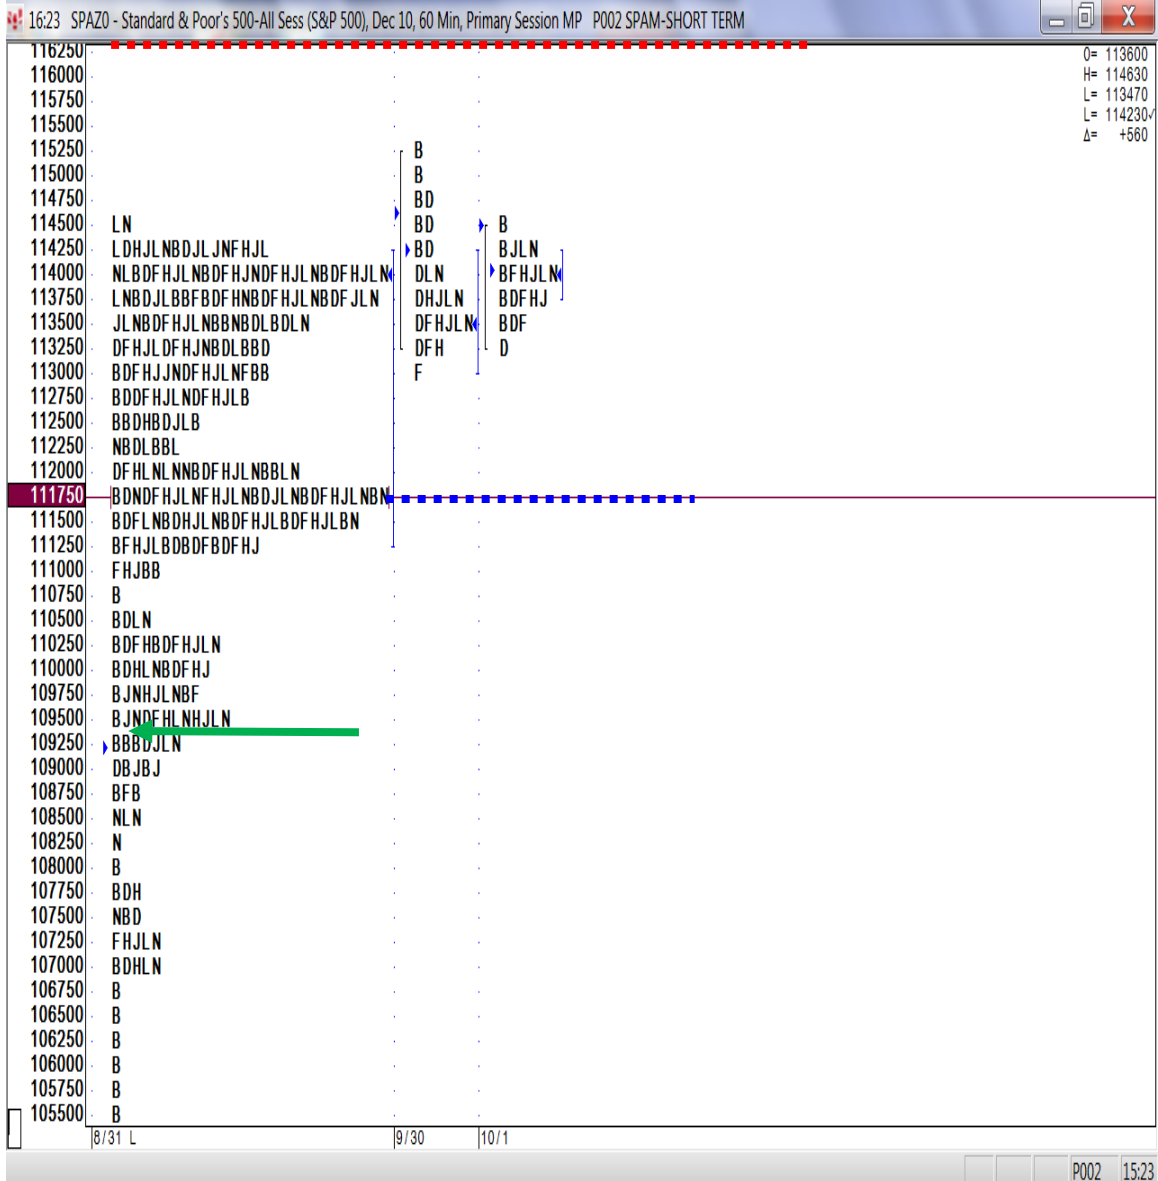 16:23 SPAZ0 - Standard & Poor's 500-All Sess (S&P 500), Dec 10, 60 Min, Primary Session MP P002 SPAM-SHORT TERM
O= 113600
H= 114630
L= 113470
L= 114230✓
Δ= +560
116250
116000
115750
115500
115250 B
115000 B
114750 BD
114500 LN BD B
114250 LDHJLNBDJLJNFHJL BD BJLN
114000 NLBDFHJLNBDFHJNDFHJLNBDFHJLN DLN BFHJLN
113750 LNBDJLBBFBDFHNBDFHJLNBDFJLN DHJLN BDFHJ
113500 JLNBDFHJLNBBNBDLBDLN DFHJLN BDF
113250 DFHJLDFHJNBDLBBD DFH D
113000 BDFHJJNDFHJLNFBB F
112750 BDDFHJLNDFHJLB
112500 BBDHBDJLB
112250 NBDLBBL
112000 DFHLNLNNBDFHJLNBBLN
111750 BDNDFHJLNFHJLNBDJLNBDFHJLNBN
111500 BDFLNBDHJLNBDFHJLBDFHJLBN
111250 BFHJLBDBDFBDFHJ
111000 FHJBB
110750 B
110500 BDLN
110250 BDFHBDFHJLN
110000 BDHLNBDFHJ
109750 BJNHJLNBF
109500 BJNDFHLNHJLN
109250 BBBDJLN
109000 DBJBJ
108750 BFB
108500 NLN
108250 N
108000 B
107750 BDH
107500 NBD
107250 FHJLN
107000 BDHLN
106750 B
106500 B
106250 B
106000 B
105750 B
105500 B
8/31 L 9/30 10/1
P002 15:23